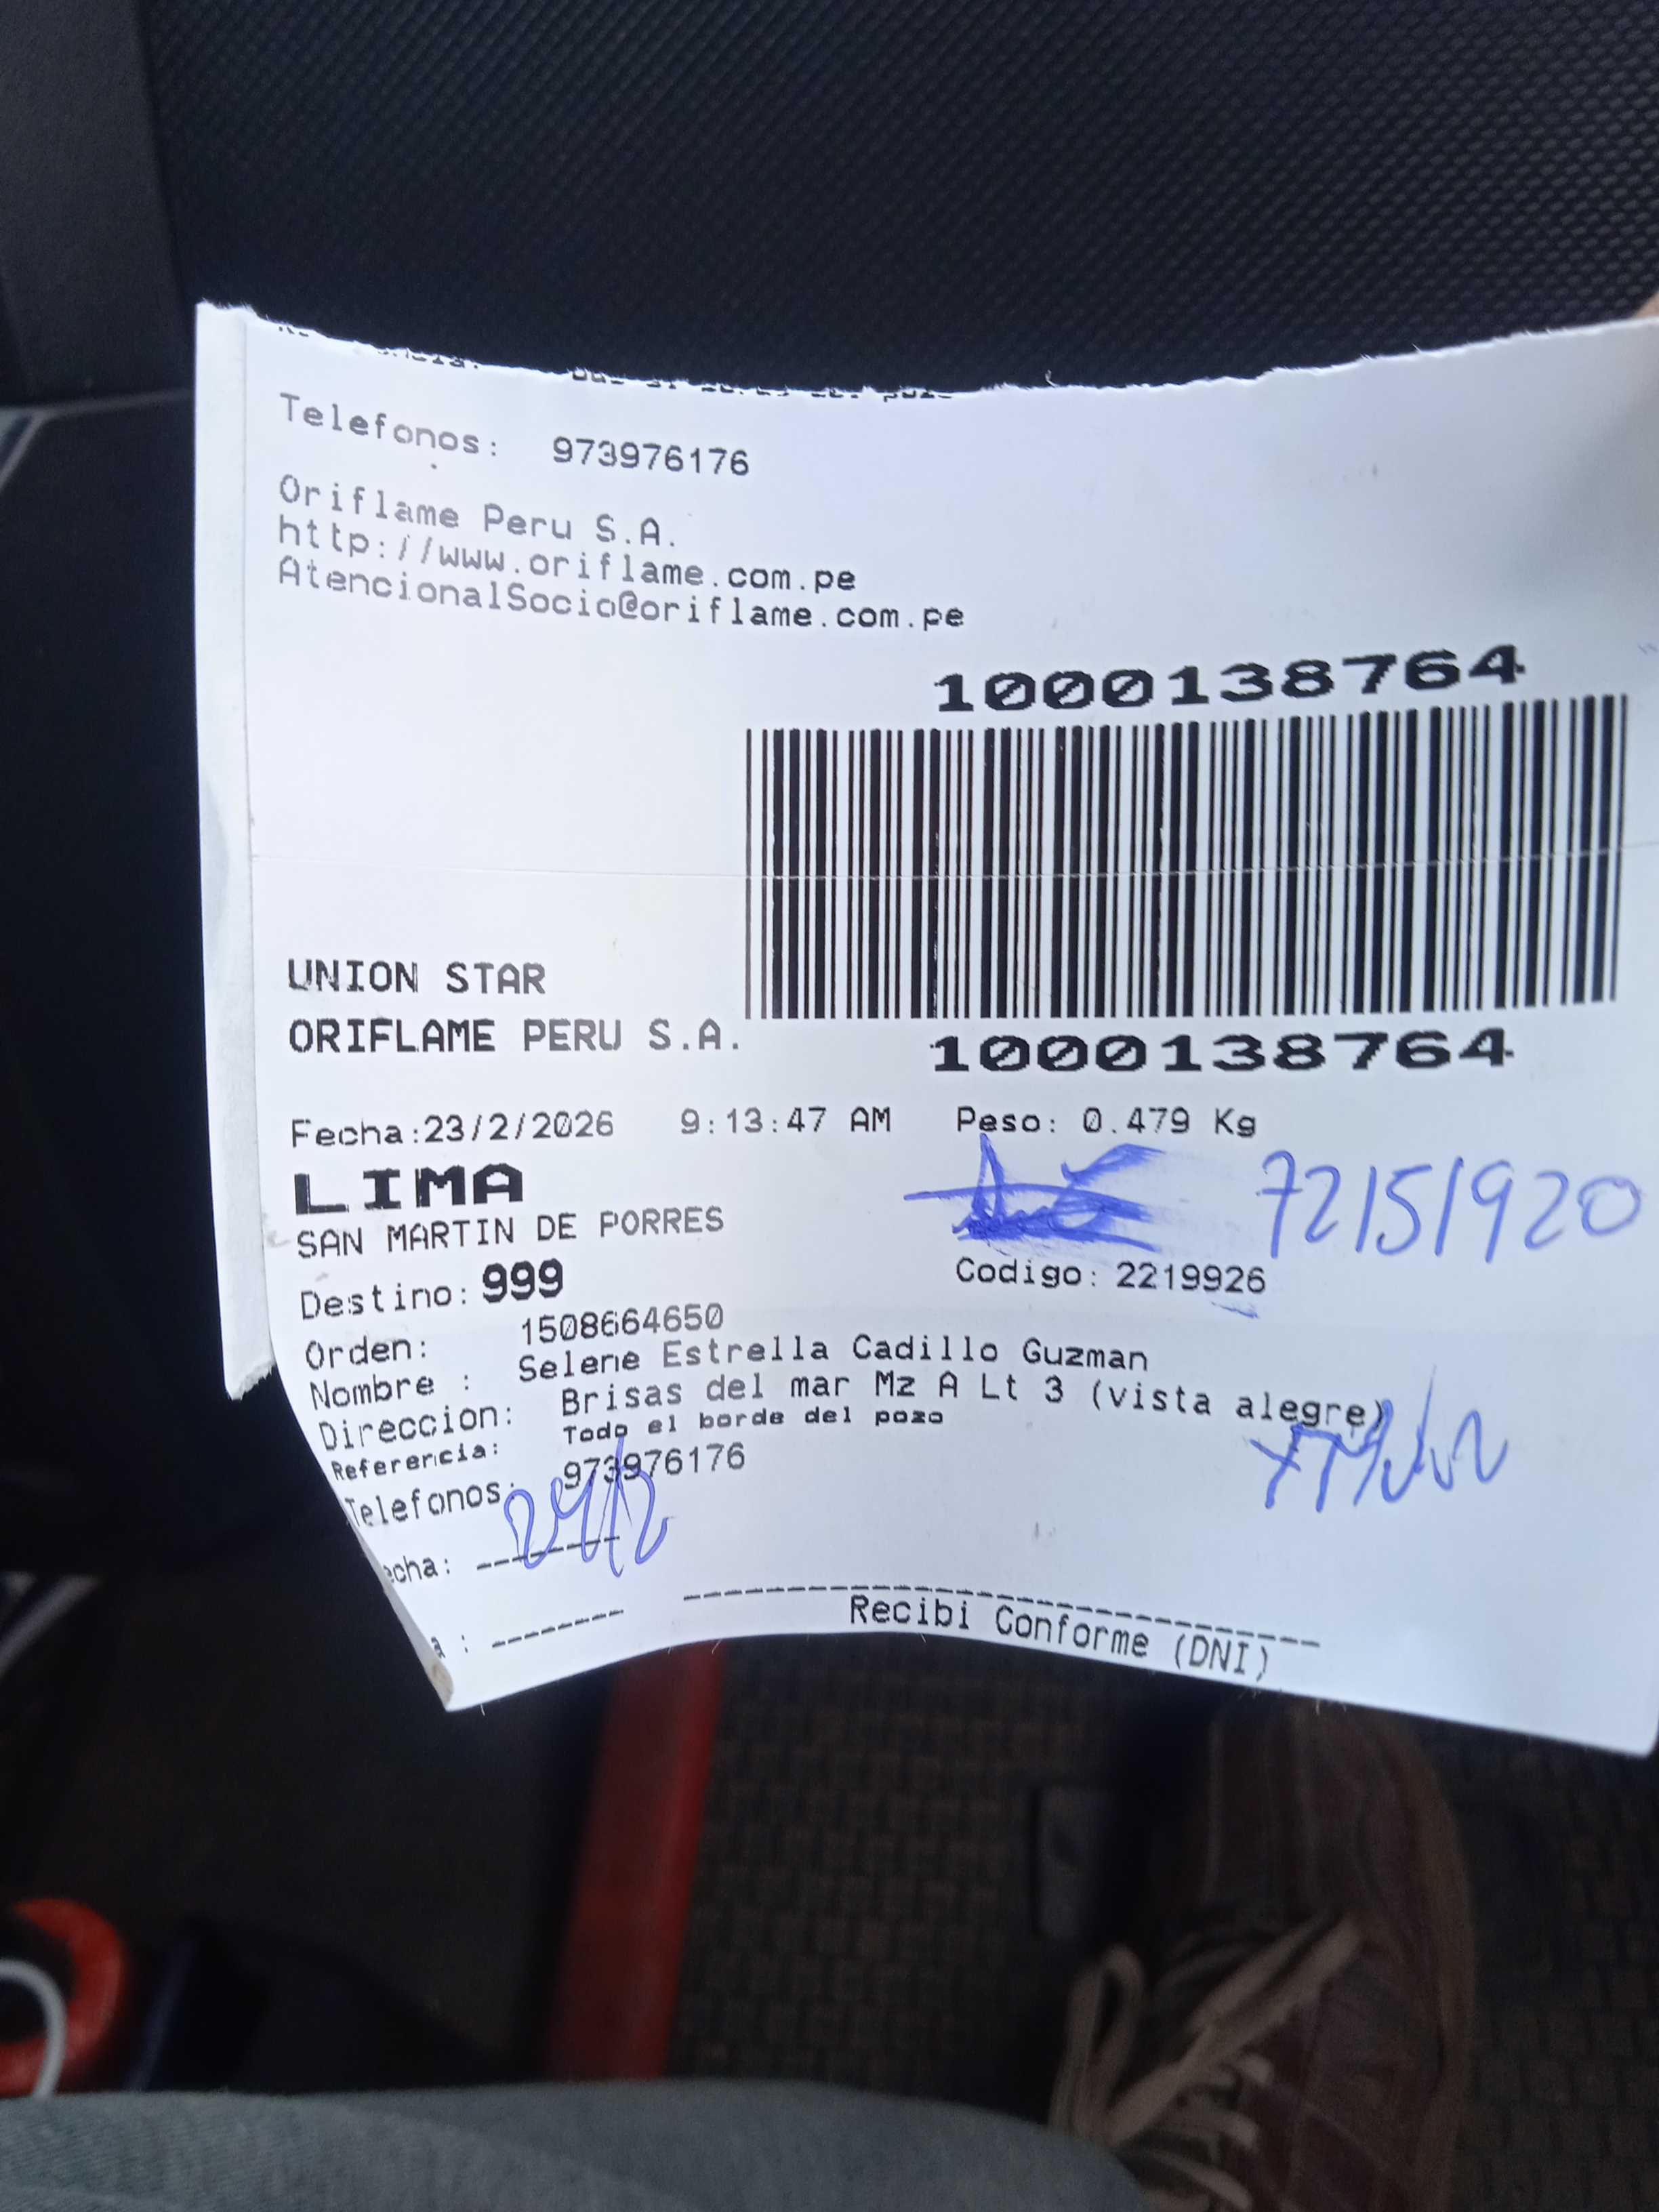 Telefonos: 973976176
Oriflame Peru S.A.
http://www.oriflame.com.pe
AtencionalSocio@oriflame.com.pe
1000138764
UNION STAR
ORIFLAME PERU S.A.
1000138764
Fecha:23/2/2026 9:13:47 AM Peso: 0.479 Kg
LIMA
72151920
SAN MARTIN DE PORRES
Destino: 999 Codigo: 2219926
Orden: 1508664650
Nombre : Selene Estrella Cadillo Guzman
Direccion: Brisas del mar Mz A Lt 3 (vista alegre)
Referencia: Todo el borde del pozo
Telefonos: 973976176
echa: 24/2
a :
Recibi Conforme (DNI)